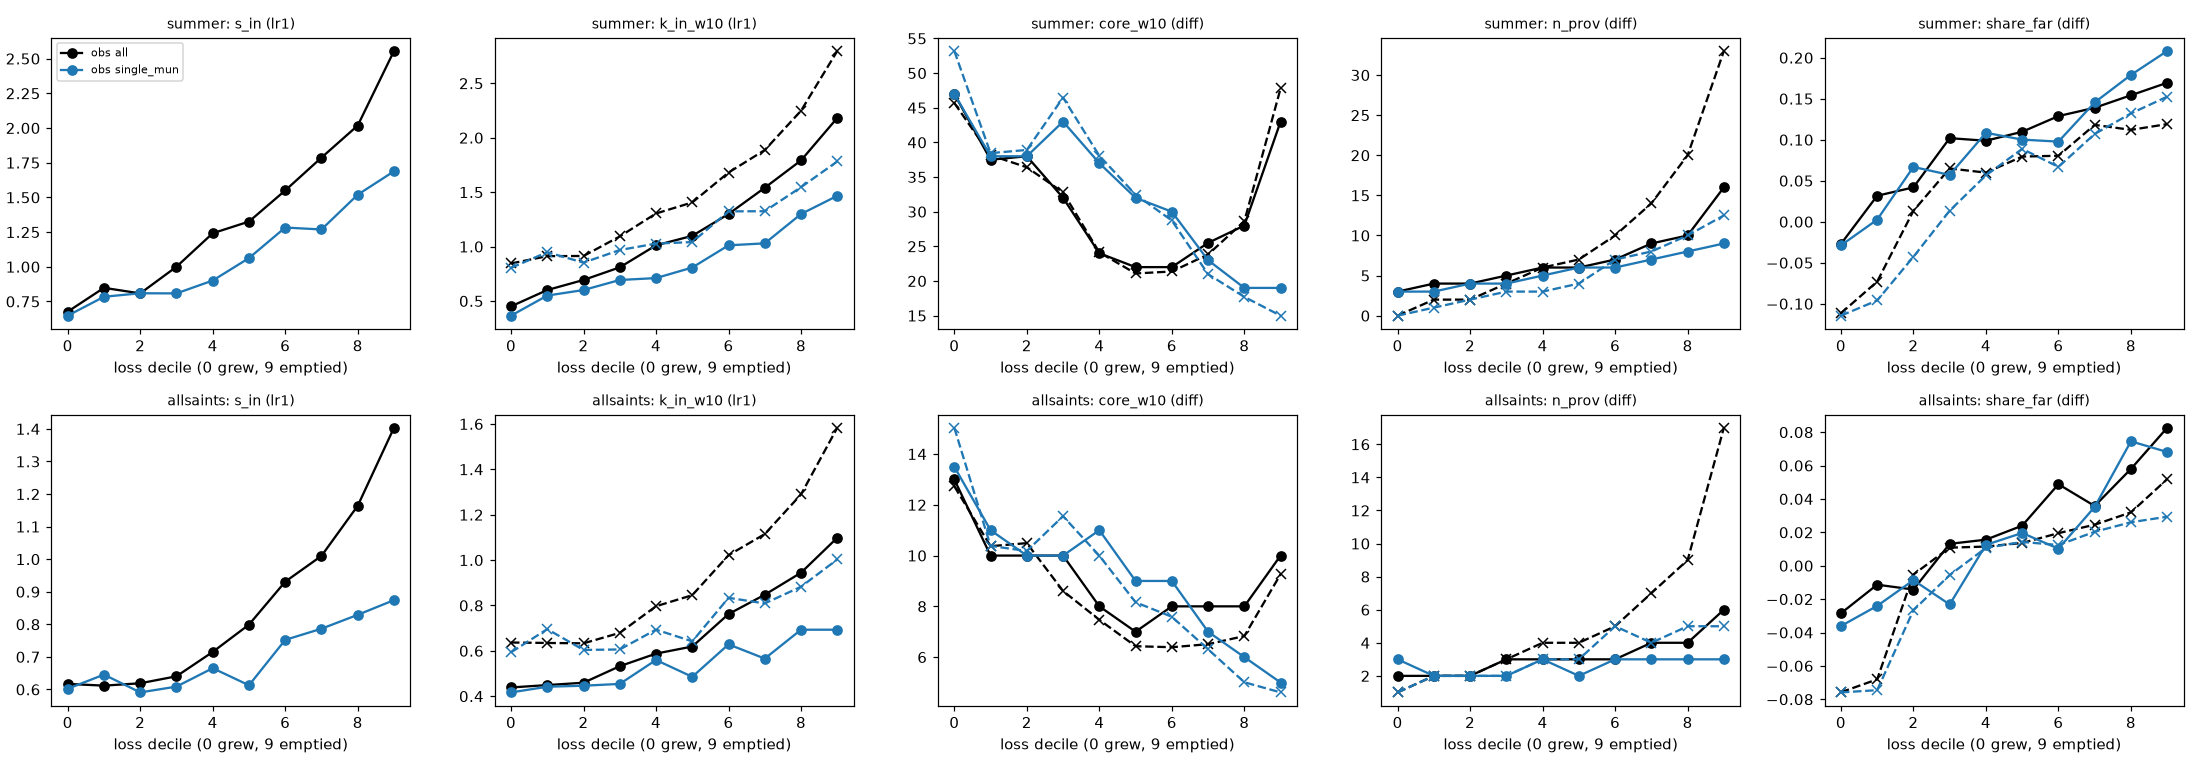 summer: s_in (lr1)
summer: k_in_w10 (lr1)
summer: core_w10 (diff)
summer: n_prov (diff)
summer: share_far (diff)
obs all
obs single_mun
2.50
2.25
2.00
1.75
1.50
1.25
1.00
0.75
0 2 4 6 8
loss decile (0 grew, 9 emptied)
2.5
2.0
1.5
1.0
0.5
0 2 4 6 8
loss decile (0 grew, 9 emptied)
55
50
45
40
35
30
25
20
15
0 2 4 6 8
loss decile (0 grew, 9 emptied)
30
25
20
15
10
5
0
0 2 4 6 8
loss decile (0 grew, 9 emptied)
0.20
0.15
0.10
0.05
0.00
−0.05
−0.10
0 2 4 6 8
loss decile (0 grew, 9 emptied)
allsaints: s_in (lr1)
allsaints: k_in_w10 (lr1)
allsaints: core_w10 (diff)
allsaints: n_prov (diff)
allsaints: share_far (diff)
1.4
1.3
1.2
1.1
1.0
0.9
0.8
0.7
0.6
0 2 4 6 8
loss decile (0 grew, 9 emptied)
1.6
1.4
1.2
1.0
0.8
0.6
0.4
0 2 4 6 8
loss decile (0 grew, 9 emptied)
14
12
10
8
6
0 2 4 6 8
loss decile (0 grew, 9 emptied)
16
14
12
10
8
6
4
2
0 2 4 6 8
loss decile (0 grew, 9 emptied)
0.08
0.06
0.04
0.02
0.00
−0.02
−0.04
−0.06
−0.08
0 2 4 6 8
loss decile (0 grew, 9 emptied)